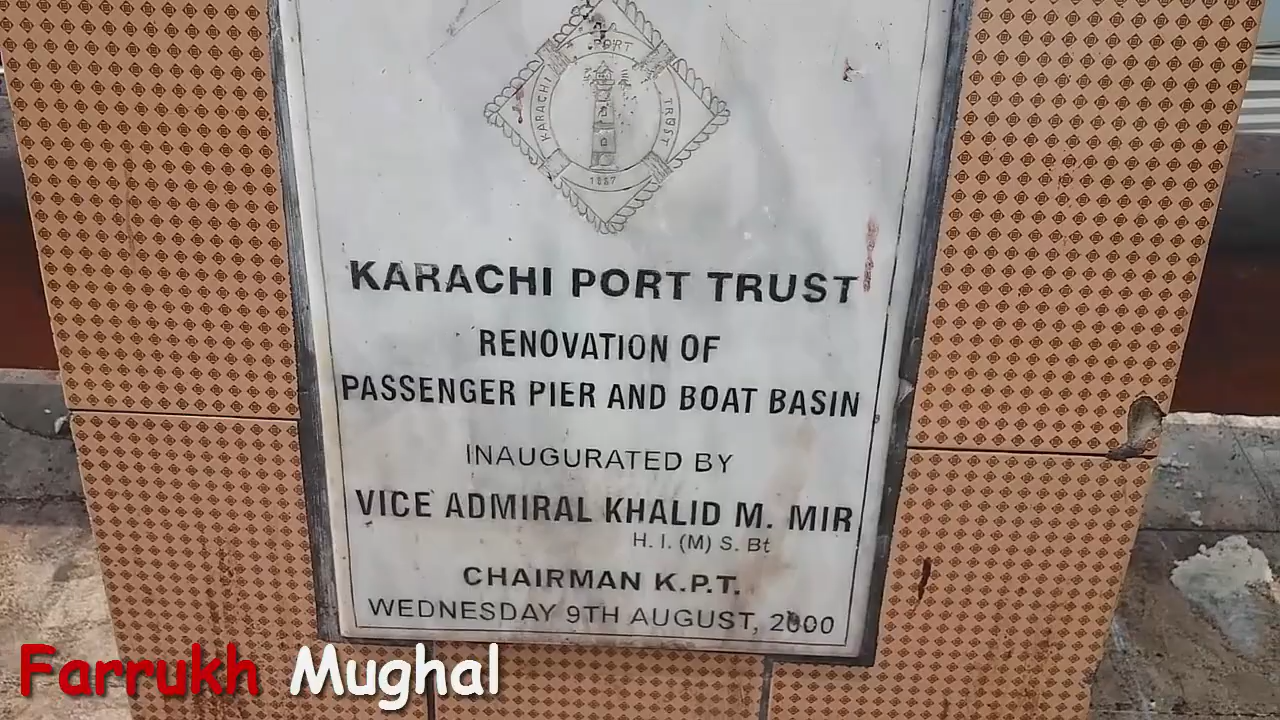 PORT
KARACHI
TRUST
1887
KARACHI PORT TRUST
RENOVATION OF
PASSENGER PIER AND BOAT BASIN
INAUGURATED BY
VICE ADMIRAL KHALID M. MIR
H. I. (M) S. Bt
CHAIRMAN K.P.T.
WEDNESDAY 9TH AUGUST, 2000
Farrukh Mughal